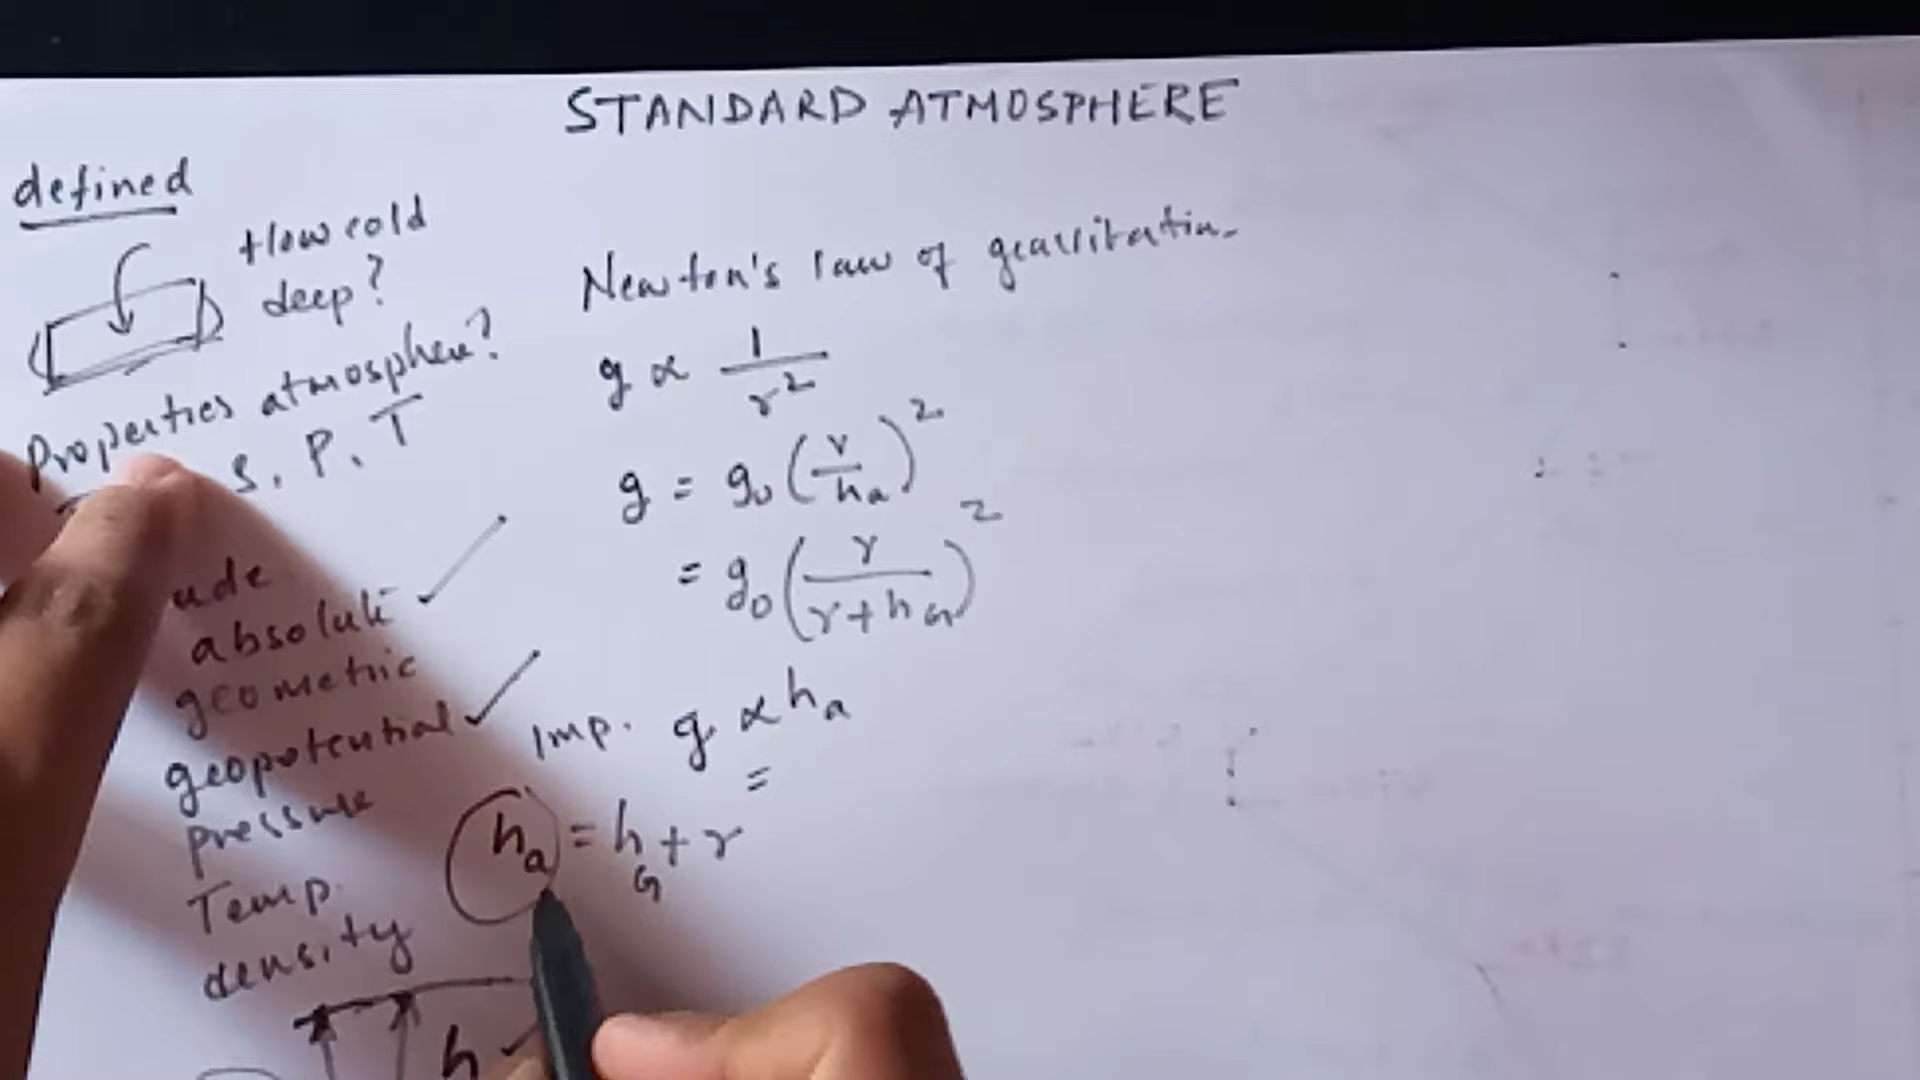 STANDARD ATMOSPHERE
defined
How cold
deep?
Properties atmosphere?
S, P, T
ude
absolute
geometric
geopotential
pressure
Temp.
density
h
Newton's law of gravitation
g ∝ 1/r²
g = g₀ (r/hₐ)²
= g₀ (r/(r+h_G))²
Imp. g ∝ hₐ
=
hₐ = h_G + r